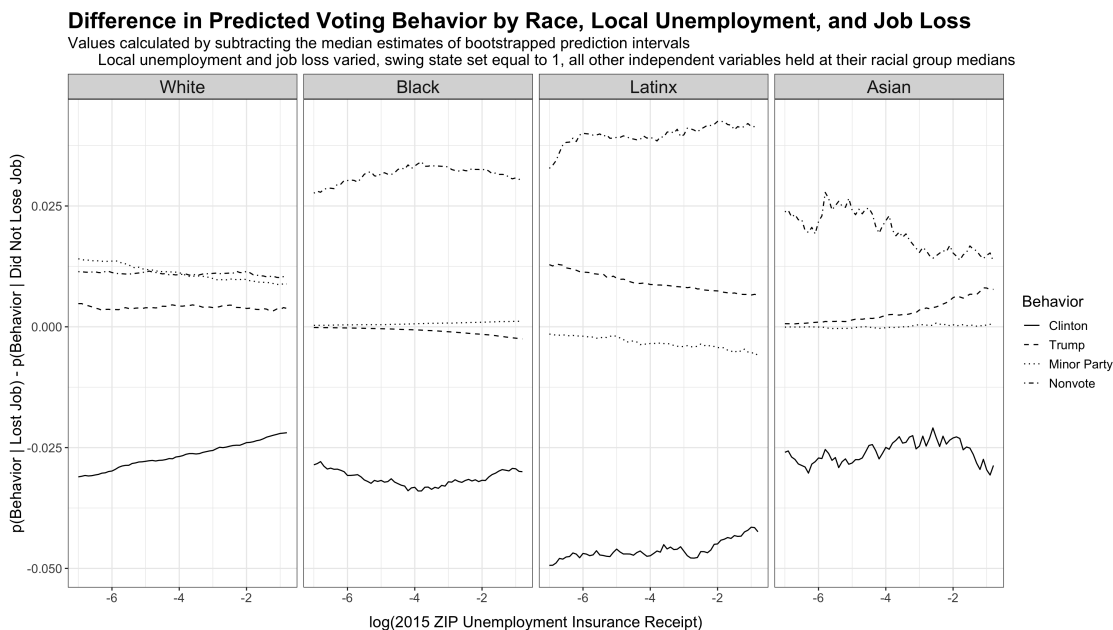 Difference in Predicted Voting Behavior by Race, Local Unemployment, and Job Loss
Values calculated by subtracting the median estimates of bootstrapped prediction intervals
Local unemployment and job loss varied, swing state set equal to 1, all other independent variables held at their racial group medians
White Black Latinx Asian
p(Behavior | Lost Job) - p(Behavior | Did Not Lose Job)
0.025
0.000
-0.025
-0.050
-6 -4 -2 -6 -4 -2 -6 -4 -2 -6 -4 -2
log(2015 ZIP Unemployment Insurance Receipt)
Behavior
Clinton
Trump
Minor Party
Nonvote